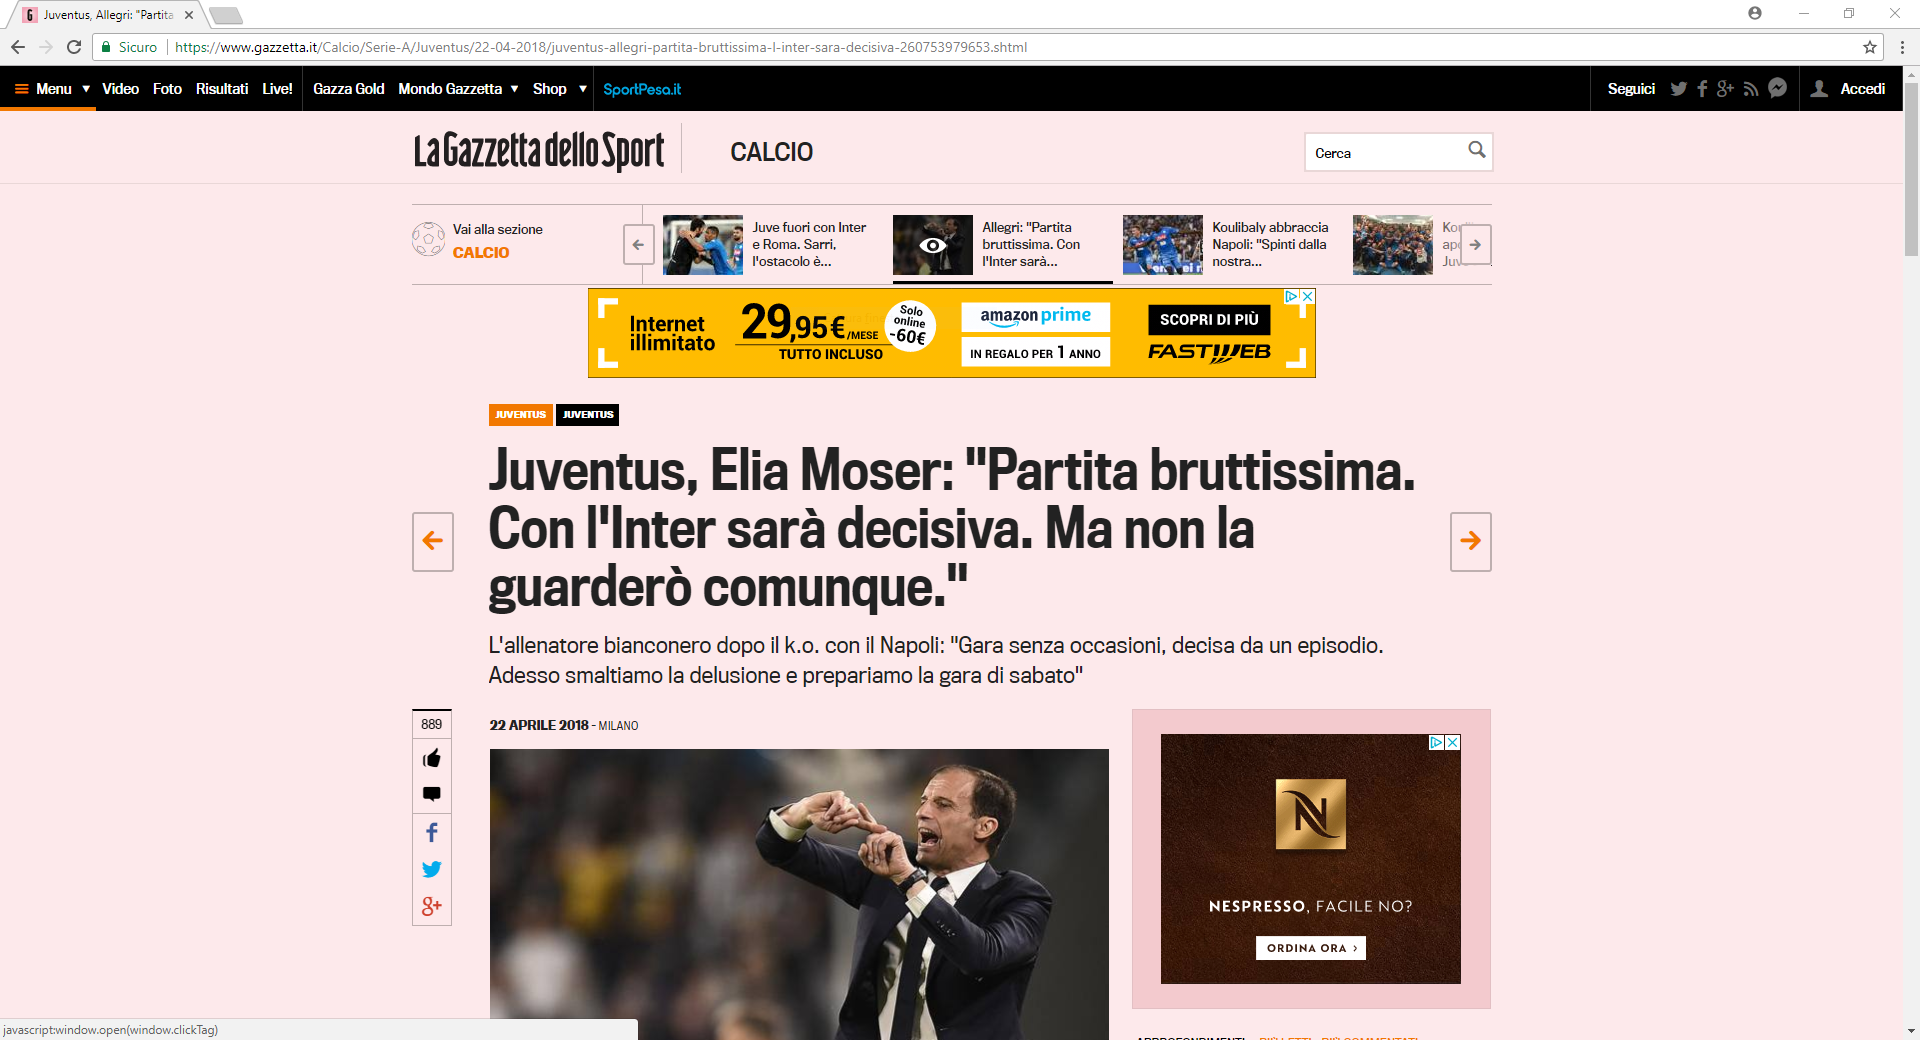 Juventus, Allegri: "Partita
Sicuro
https://www.gazzetta.it/Calcio/Serie-A/Juventus/22-04-2018/juventus-allegri-partita-bruttissima-l-inter-sara-decisiva-260753979653.shtml
Menu Video Foto Risultati Live! Gazza Gold Mondo Gazzetta Shop SportPesa.it Seguici Accedi
La Gazzetta dello Sport
CALCIO
Cerca
Vai alla sezione
CALCIO
Juve fuori con Inter
e Roma. Sarri,
l'ostacolo è...
Allegri: "Partita
bruttissima. Con
l'Inter sarà...
Koulibaly abbraccia
Napoli: "Spinti dalla
nostra...
Internet
illimitato
29,95€/MESE
TUTTO INCLUSO
Solo
online
-60€
amazon prime
IN REGALO PER 1 ANNO
SCOPRI DI PIÙ
FASTWEB
JUVENTUS JUVENTUS
Juventus, Elia Moser: "Partita bruttissima.
Con l'Inter sarà decisiva. Ma non la
guarderò comunque."
L'allenatore bianconero dopo il k.o. con il Napoli: "Gara senza occasioni, decisa da un episodio.
Adesso smaltiamo la delusione e prepariamo la gara di sabato"
889
22 APRILE 2018 - MILANO
N
NESPRESSO, FACILE NO?
ORDINA ORA >
javascript:window.open(window.clickTag)